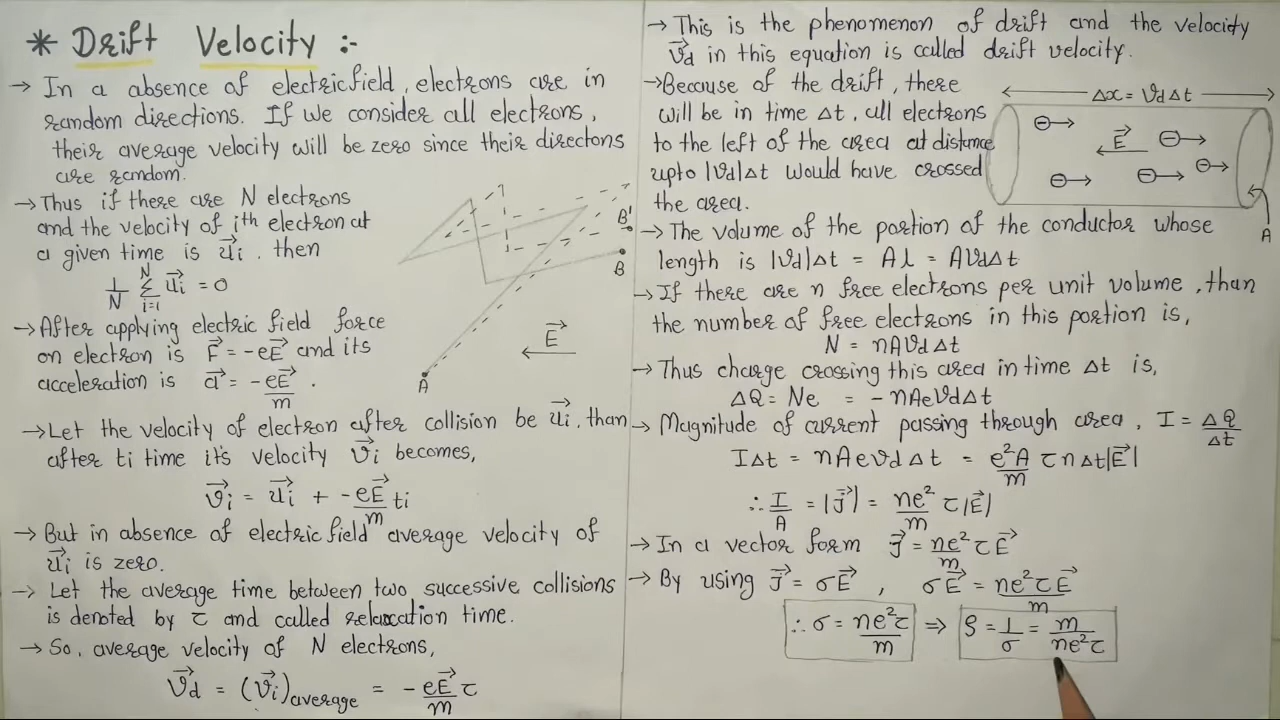 * Drift Velocity :-
→ In a absence of electric field, electrons are in
random directions. If we consider all electrons,
their average velocity will be zero since their directons
are random.
→ Thus if there are N electrons
and the velocity of ith electron at
a given time is u⃗i, then
1/N Σ(i=1 to N) u⃗i = 0
→ After applying electric field force
on electron is F⃗ = -eE⃗ and its
acceleration is a⃗ = -eE⃗/m .
B'
B
A
E⃗
→ Let the velocity of electron after collision be u⃗i, than
after ti time it's velocity v⃗i becomes,
v⃗i = u⃗i + -eE⃗/m ti
→ But in absence of electric field average velocity of
u⃗i is zero.
→ Let the average time between two successive collisions
is denoted by τ and called relaxation time.
→ So, average velocity of N electrons,
v⃗d = (v⃗i)average = -eE⃗/m τ
→ This is the phenomenon of drift and the velocity
v⃗d in this equation is called drift velocity.
→ Because of the drift, there
will be in time Δt, all electrons
to the left of the area at distance
upto |vd|Δt would have crossed
the area.
Δx = vdΔt
E⃗
A
→ The volume of the portion of the conductor whose
length is |vd|Δt = Al = AvdΔt
→ If there are n free electrons per unit volume, than
the number of free electrons in this portion is,
N = nAvdΔt
→ Thus charge crossing this area in time Δt is,
ΔQ = Ne = -nAevdΔt
→ Magnitude of current passing through area, I = ΔQ/Δt
IΔt = nAevdΔt = e²A/m τnΔt|E⃗|
∴ I/A = |J⃗| = ne²/m τ|E⃗|
→ In a vector form J⃗ = ne²/m τE⃗
→ By using J⃗ = σE⃗ , σE⃗ = ne²τE⃗/m
∴ σ = ne²τ/m ⇒ ρ = 1/σ = m/ne²τ